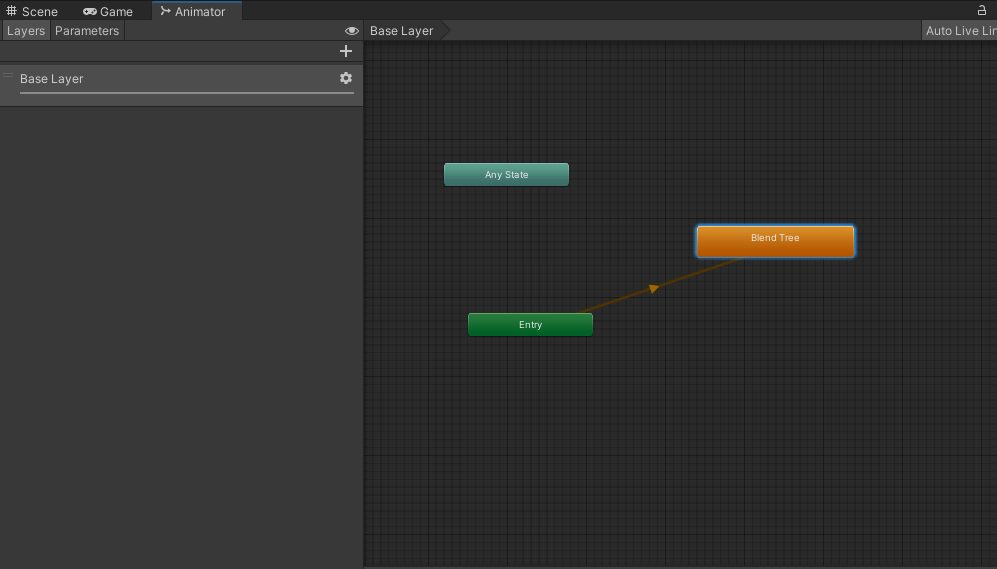 Scene Game Animator
Layers Parameters
Base Layer
Auto Live Lin
Base Layer
Any State
Blend Tree
Entry